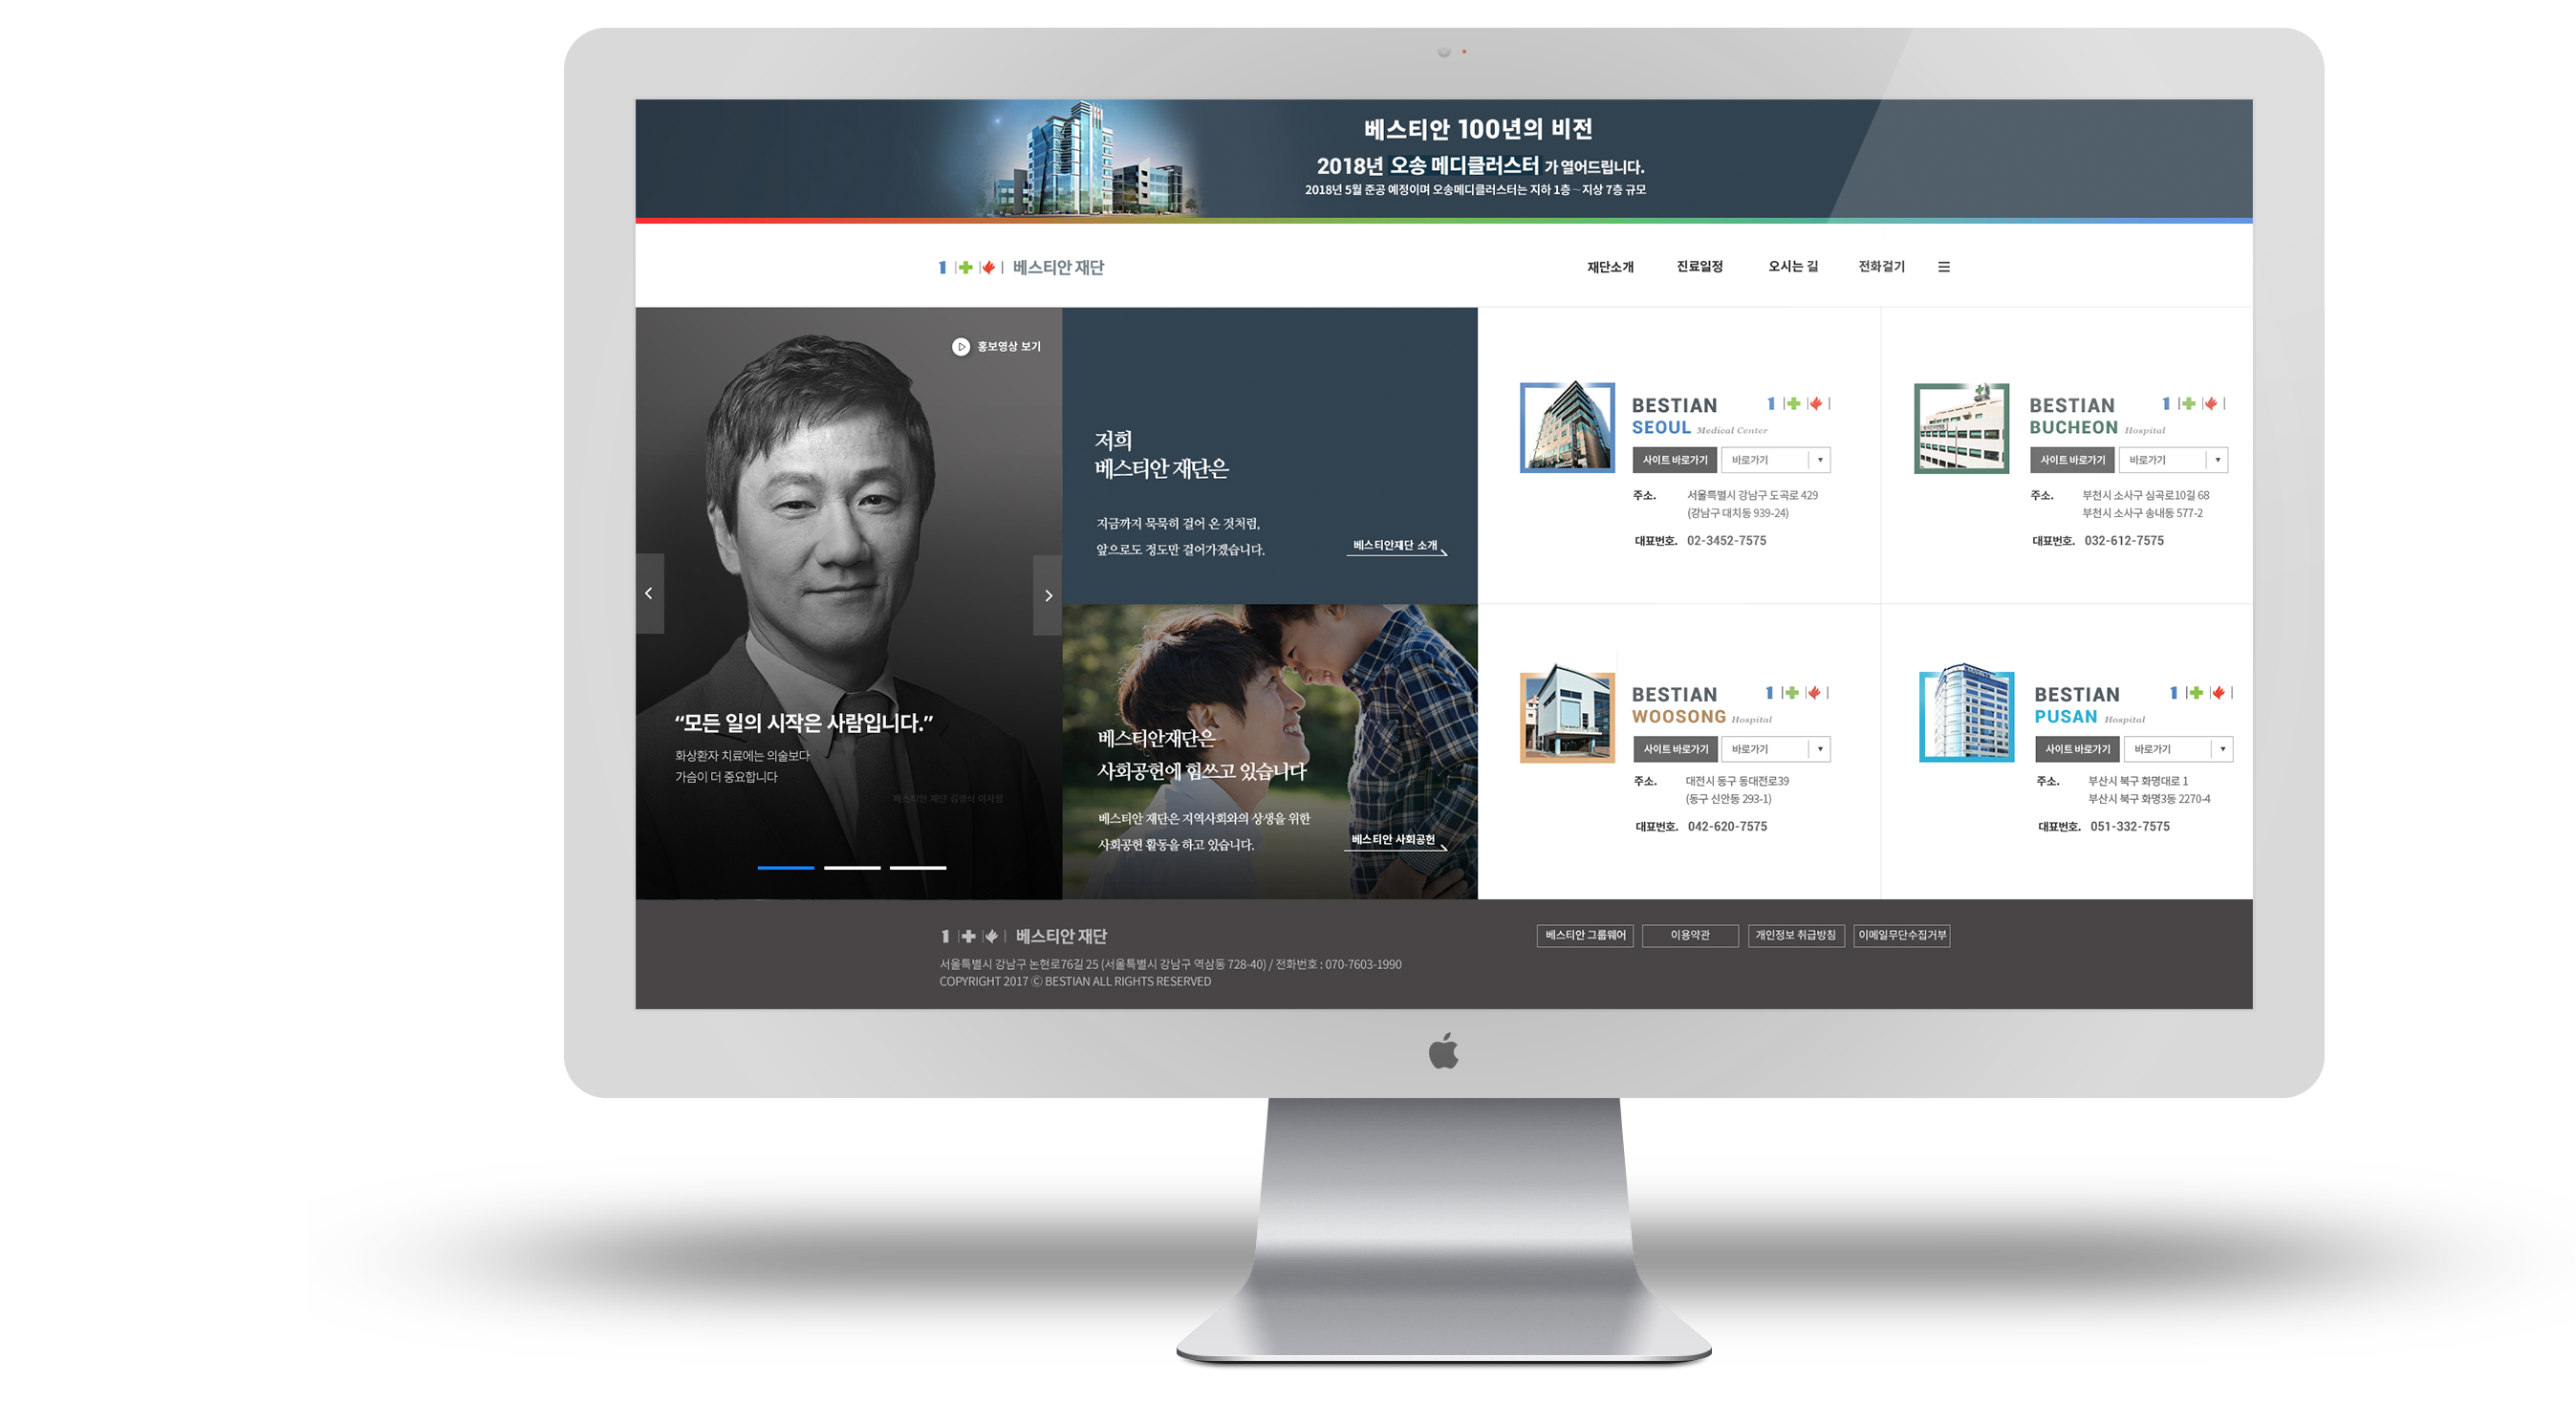 베스티안 100년의 비전
2018년 오송 메디클러스터 가 열어드립니다.
2018년 5월 준공 예정이며 오송메디클러스터는 지하 1층~지상 7층 규모
1 베스티안 재단
재단소개 진료일정 오시는 길 전화걸기
홍보영상 보기
“모든 일의 시작은 사람입니다.”
화상환자 치료에는 의술보다
가슴이 더 중요합니다
베스티안 재단 김경식 이사장
저희
베스티안 재단은
지금까지 묵묵히 걸어 온 것처럼,
앞으로도 정도만 걸어가겠습니다.
베스티안재단 소개
베스티안재단은
사회공헌에 힘쓰고 있습니다
베스티안 재단은 지역사회와의 상생을 위한
사회공헌 활동을 하고 있습니다.
베스티안 사회공헌
BESTIAN 1
SEOUL Medical Center
사이트 바로가기 바로가기
주소. 서울특별시 강남구 도곡로 429
(강남구 대치동 939-24)
대표번호. 02-3452-7575
BESTIAN 1
BUCHEON Hospital
사이트 바로가기 바로가기
주소. 부천시 소사구 심곡로10길 68
부천시 소사구 송내동 577-2
대표번호. 032-612-7575
BESTIAN 1
WOOSONG Hospital
사이트 바로가기 바로가기
주소. 대전시 동구 동대전로39
(동구 신안동 293-1)
대표번호. 042-620-7575
BESTIAN 1
PUSAN Hospital
사이트 바로가기 바로가기
주소. 부산시 북구 화명대로 1
부산시 북구 화명3동 2270-4
대표번호. 051-332-7575
1 베스티안 재단
서울특별시 강남구 논현로76길 25 (서울특별시 강남구 역삼동 728-40) / 전화번호 : 070-7603-1990
COPYRIGHT 2017 ⓒ BESTIAN ALL RIGHTS RESERVED
베스티안 그룹웨어 이용약관 개인정보 취급방침 이메일무단수집거부